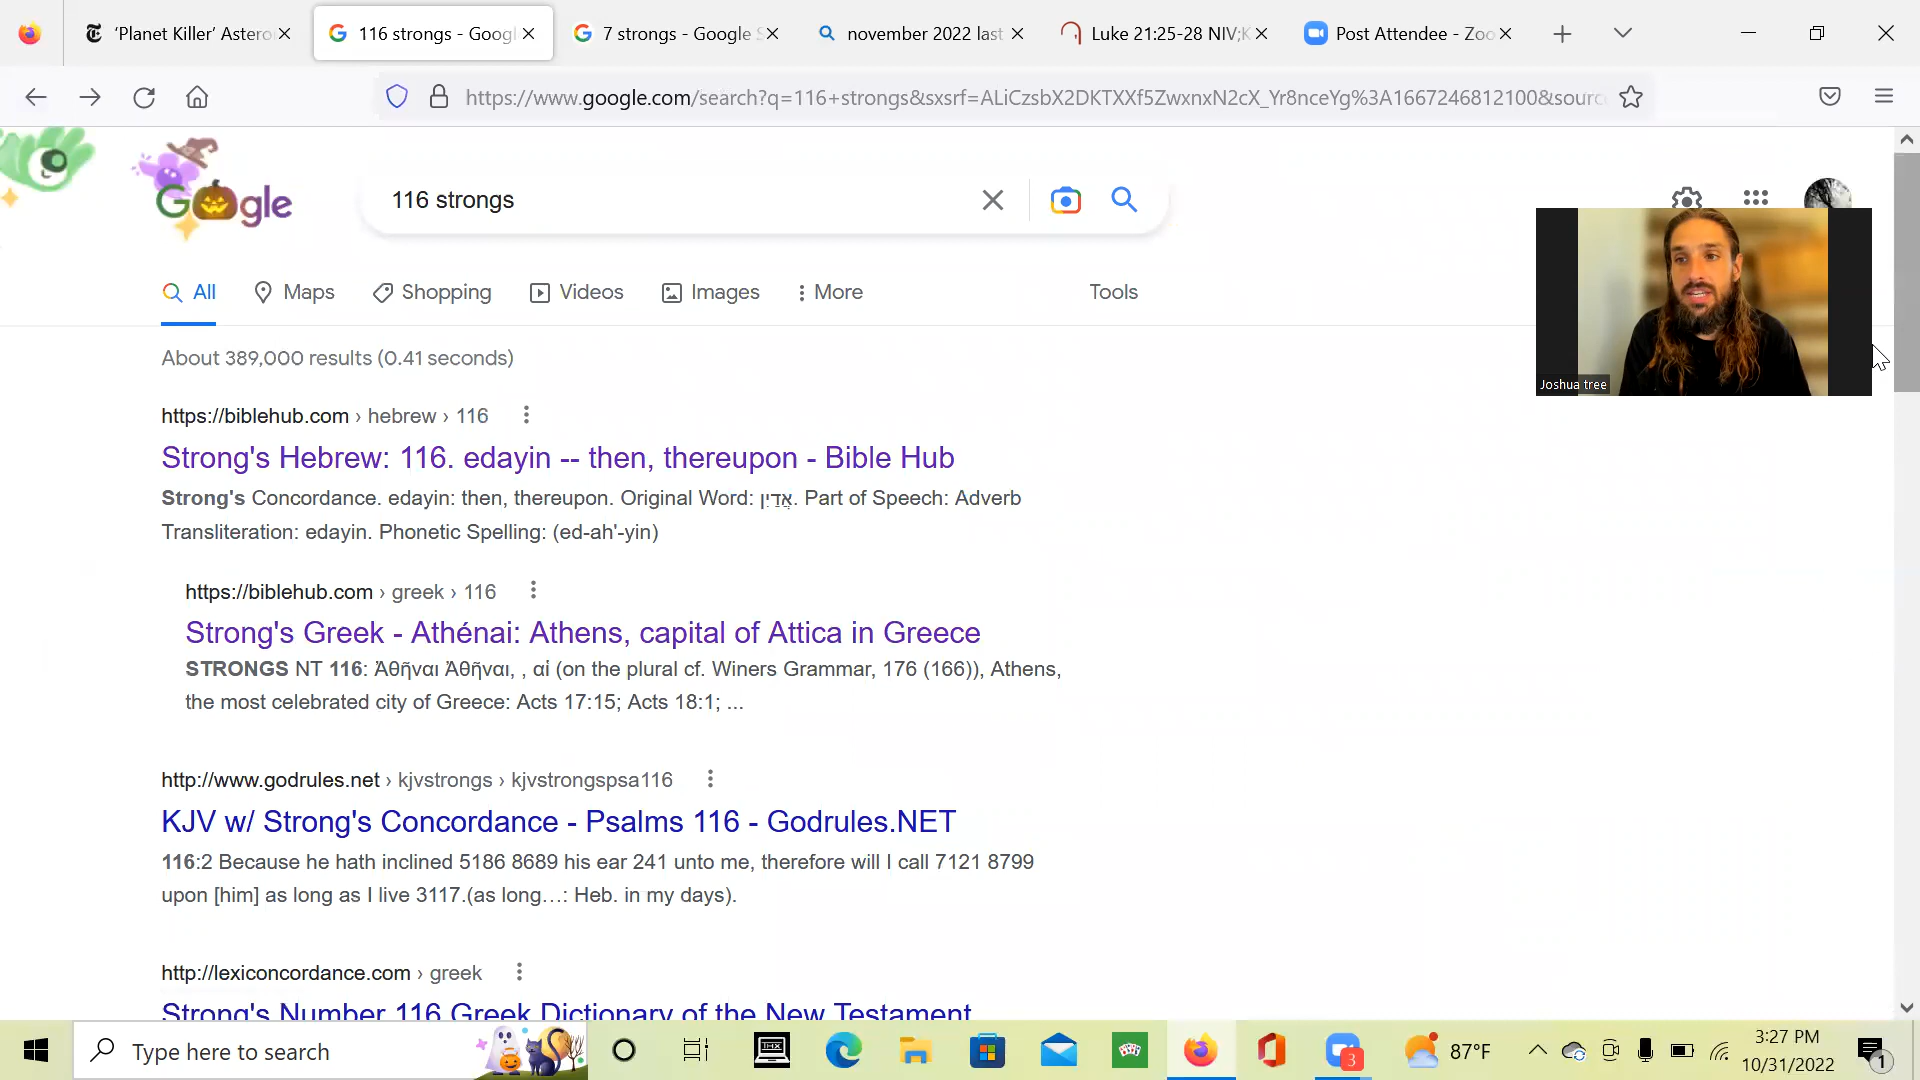 ‘Planet Killer’ Astero
116 strongs - Googl
7 strongs - Google S
november 2022 last
Luke 21:25-28 NIV;K
Post Attendee - Zoo
https://www.google.com/search?q=116+strongs&sxsrf=ALiCzsbX2DKTXXf5ZwxnxN2cX_Yr8nceYg%3A1667246812100&sourc
Google
116 strongs
All
Maps
Shopping
Videos
Images
More
Tools
About 389,000 results (0.41 seconds)
Joshua tree
https://biblehub.com › hebrew › 116
Strong's Hebrew: 116. edayin -- then, thereupon - Bible Hub
Strong's Concordance. edayin: then, thereupon. Original Word: אֱדַיִן. Part of Speech: Adverb
Transliteration: edayin. Phonetic Spelling: (ed-ah'-yin)
https://biblehub.com › greek › 116
Strong's Greek - Athénai: Athens, capital of Attica in Greece
STRONGS NT 116: Ἀθῆναι Ἀθῆναι, , αἱ (on the plural cf. Winers Grammar, 176 (166)), Athens,
the most celebrated city of Greece: Acts 17:15; Acts 18:1; ...
http://www.godrules.net › kjvstrongs › kjvstrongspsa116
KJV w/ Strong's Concordance - Psalms 116 - Godrules.NET
116:2 Because he hath inclined 5186 8689 his ear 241 unto me, therefore will I call 7121 8799
upon [him] as long as I live 3117.(as long…: Heb. in my days).
http://lexiconcordance.com › greek
Strong's Number 116 Greek Dictionary of the New Testament
Type here to search
THX
3
87°F
3:27 PM
10/31/2022
1